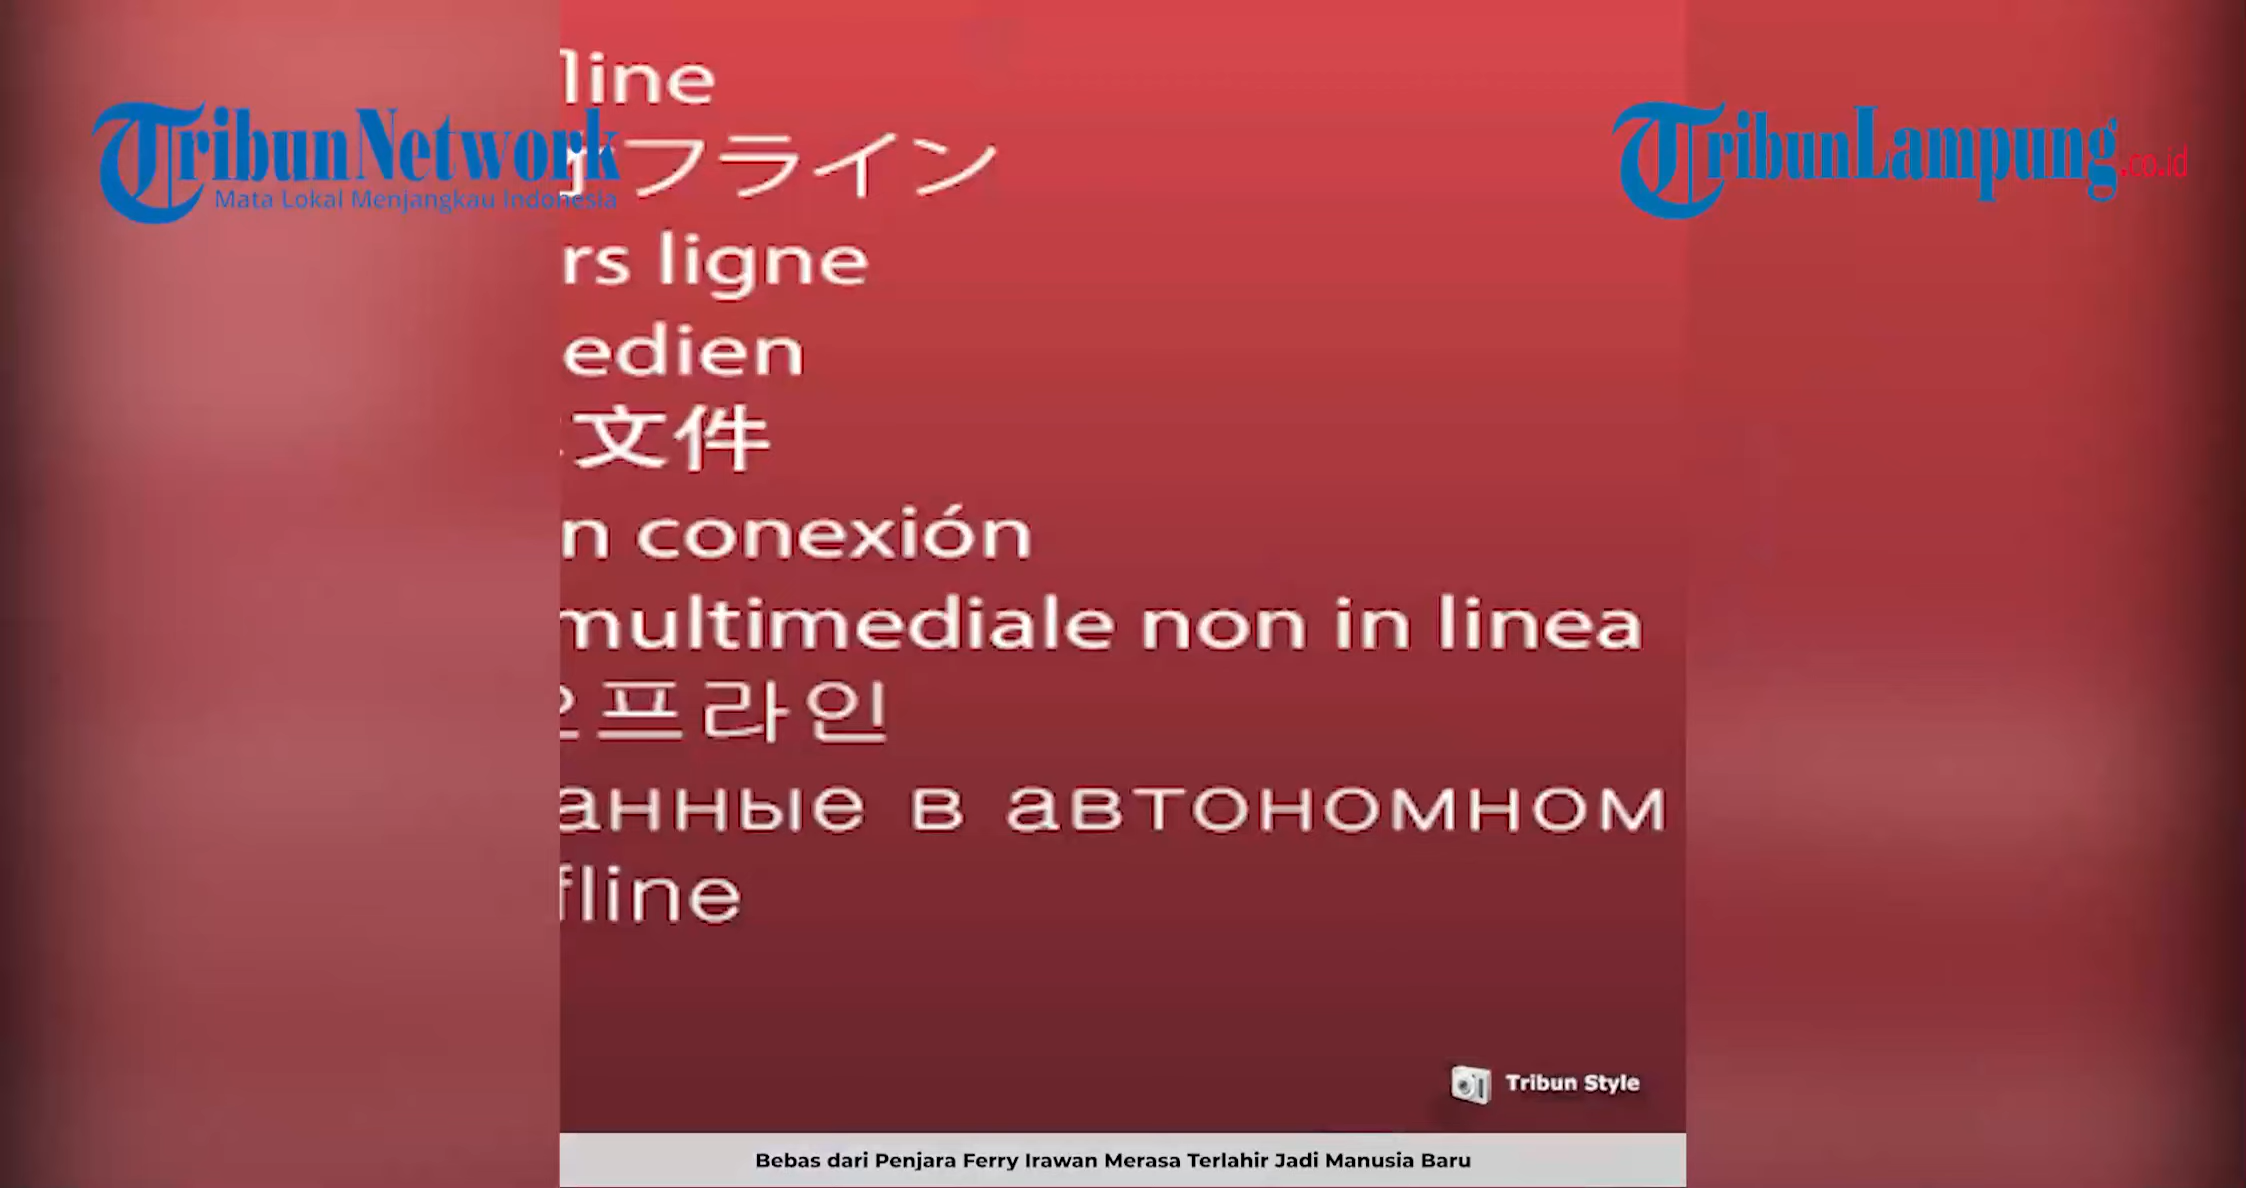 TribunNetwork
Mata Lokal Menjangkau Indonesia
TribunLampung.co.id
line
フライン
rs ligne
edien
文件
n conexión
multimediale non in linea
프라인
анные в автономном
fline
Tribun Style
Bebas dari Penjara Ferry Irawan Merasa Terlahir Jadi Manusia Baru